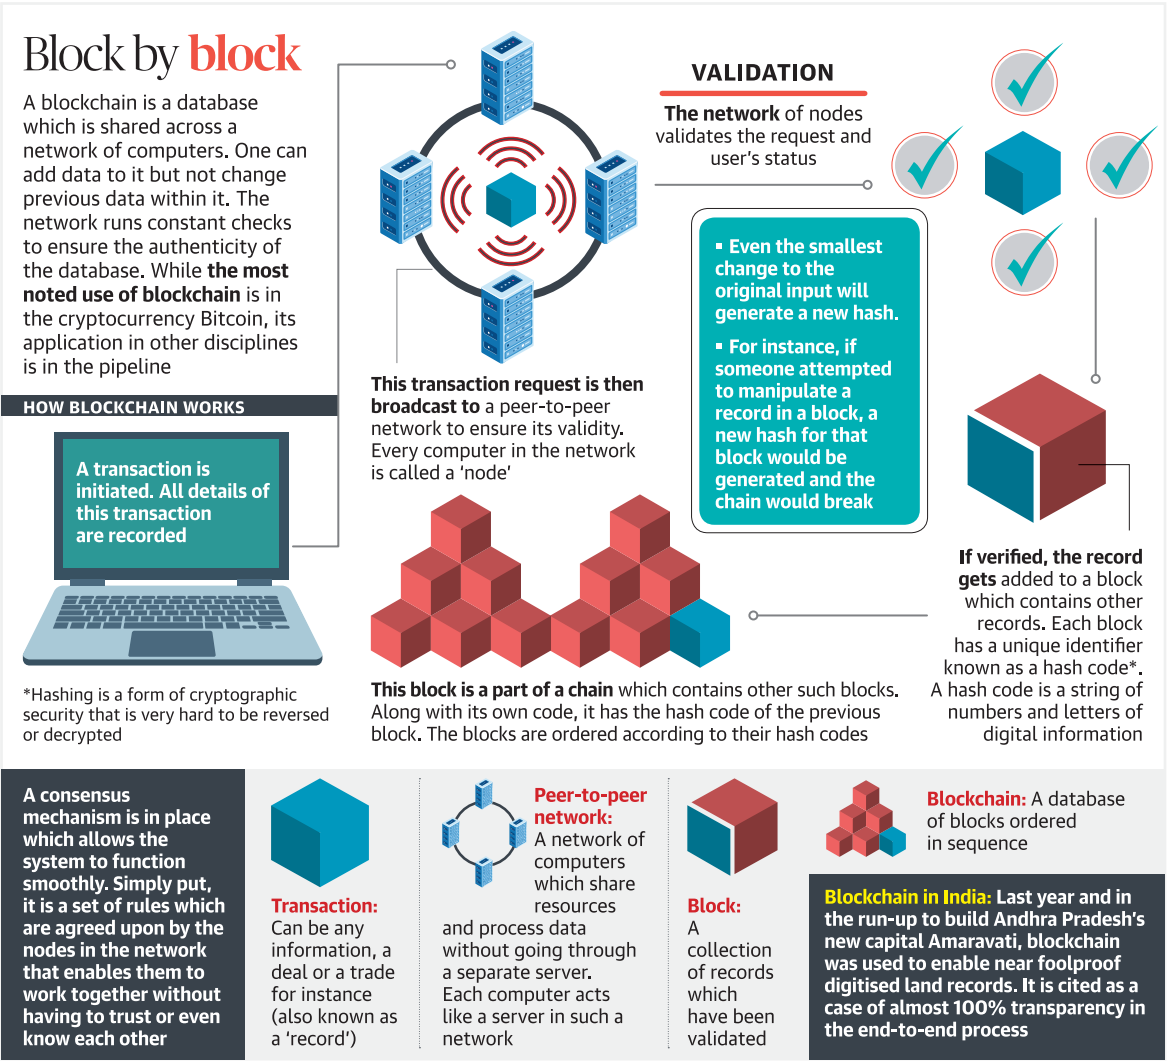 Block by block
A blockchain is a database
which is shared across a
network of computers. One can
add data to it but not change
previous data within it. The
network runs constant checks
to ensure the authenticity of
the database. While the most
noted use of blockchain is in
the cryptocurrency Bitcoin, its
application in other disciplines
is in the pipeline
HOW BLOCKCHAIN WORKS
A transaction is
initiated. All details of
this transaction
are recorded
*Hashing is a form of cryptographic
security that is very hard to be reversed
or decrypted
This transaction request is then
broadcast to a peer-to-peer
network to ensure its validity.
Every computer in the network
is called a ‘node’
VALIDATION
The network of nodes
validates the request and
user's status
▪ Even the smallest
change to the
original input will
generate a new hash.
▪ For instance, if
someone attempted
to manipulate a
record in a block, a
new hash for that
block would be
generated and the
chain would break
If verified, the record
gets added to a block
which contains other
records. Each block
has a unique identifier
known as a hash code*.
A hash code is a string of
numbers and letters of
digital information
This block is a part of a chain which contains other such blocks.
Along with its own code, it has the hash code of the previous
block. The blocks are ordered according to their hash codes
A consensus
mechanism is in place
which allows the
system to function
smoothly. Simply put,
it is a set of rules which
are agreed upon by the
nodes in the network
that enables them to
work together without
having to trust or even
know each other
Transaction:
Can be any
information, a
deal or a trade
for instance
(also known as
a ‘record’)
Peer-to-peer
network:
A network of
computers
which share
resources
and process data
without going through
a separate server.
Each computer acts
like a server in such a
network
Block:
A
collection
of records
which
have been
validated
Blockchain: A database
of blocks ordered
in sequence
Blockchain in India: Last year and in
the run-up to build Andhra Pradesh's
new capital Amaravati, blockchain
was used to enable near foolproof
digitised land records. It is cited as a
case of almost 100% transparency in
the end-to-end process